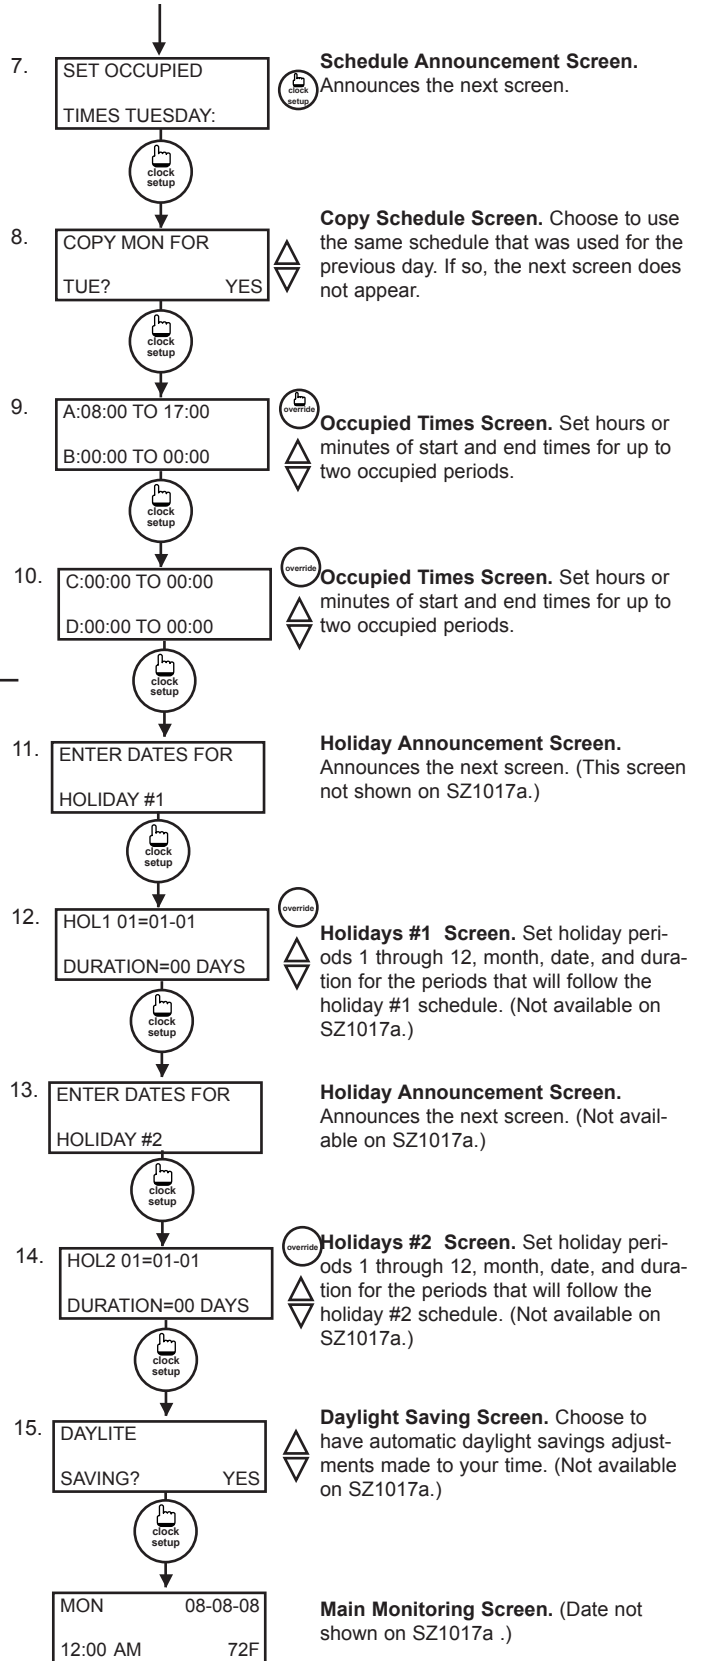 7.
SET OCCUPIED
TIMES TUESDAY:
clock
setup
Schedule Announcement Screen.
Announces the next screen.
clock
setup
8.
COPY MON FOR
TUE? YES
Copy Schedule Screen. Choose to use
the same schedule that was used for the
previous day. If so, the next screen does
not appear.
clock
setup
9.
A:08:00 TO 17:00
B:00:00 TO 00:00
override
Occupied Times Screen. Set hours or
minutes of start and end times for up to
two occupied periods.
clock
setup
10.
C:00:00 TO 00:00
D:00:00 TO 00:00
override
Occupied Times Screen. Set hours or
minutes of start and end times for up to
two occupied periods.
clock
setup
11.
ENTER DATES FOR
HOLIDAY #1
Holiday Announcement Screen.
Announces the next screen. (This screen
not shown on SZ1017a.)
clock
setup
12.
HOL1 01=01-01
DURATION=00 DAYS
override
Holidays #1 Screen. Set holiday peri-
ods 1 through 12, month, date, and dura-
tion for the periods that will follow the
holiday #1 schedule. (Not available on
SZ1017a.)
clock
setup
13.
ENTER DATES FOR
HOLIDAY #2
Holiday Announcement Screen.
Announces the next screen. (Not avail-
able on SZ1017a.)
clock
setup
14.
HOL2 01=01-01
DURATION=00 DAYS
override
Holidays #2 Screen. Set holiday peri-
ods 1 through 12, month, date, and dura-
tion for the periods that will follow the
holiday #2 schedule. (Not available on
SZ1017a.)
clock
setup
15.
DAYLITE
SAVING? YES
Daylight Saving Screen. Choose to
have automatic daylight savings adjust-
ments made to your time. (Not available
on SZ1017a.)
clock
setup
MON 08-08-08
12:00 AM 72F
Main Monitoring Screen. (Date not
shown on SZ1017a .)